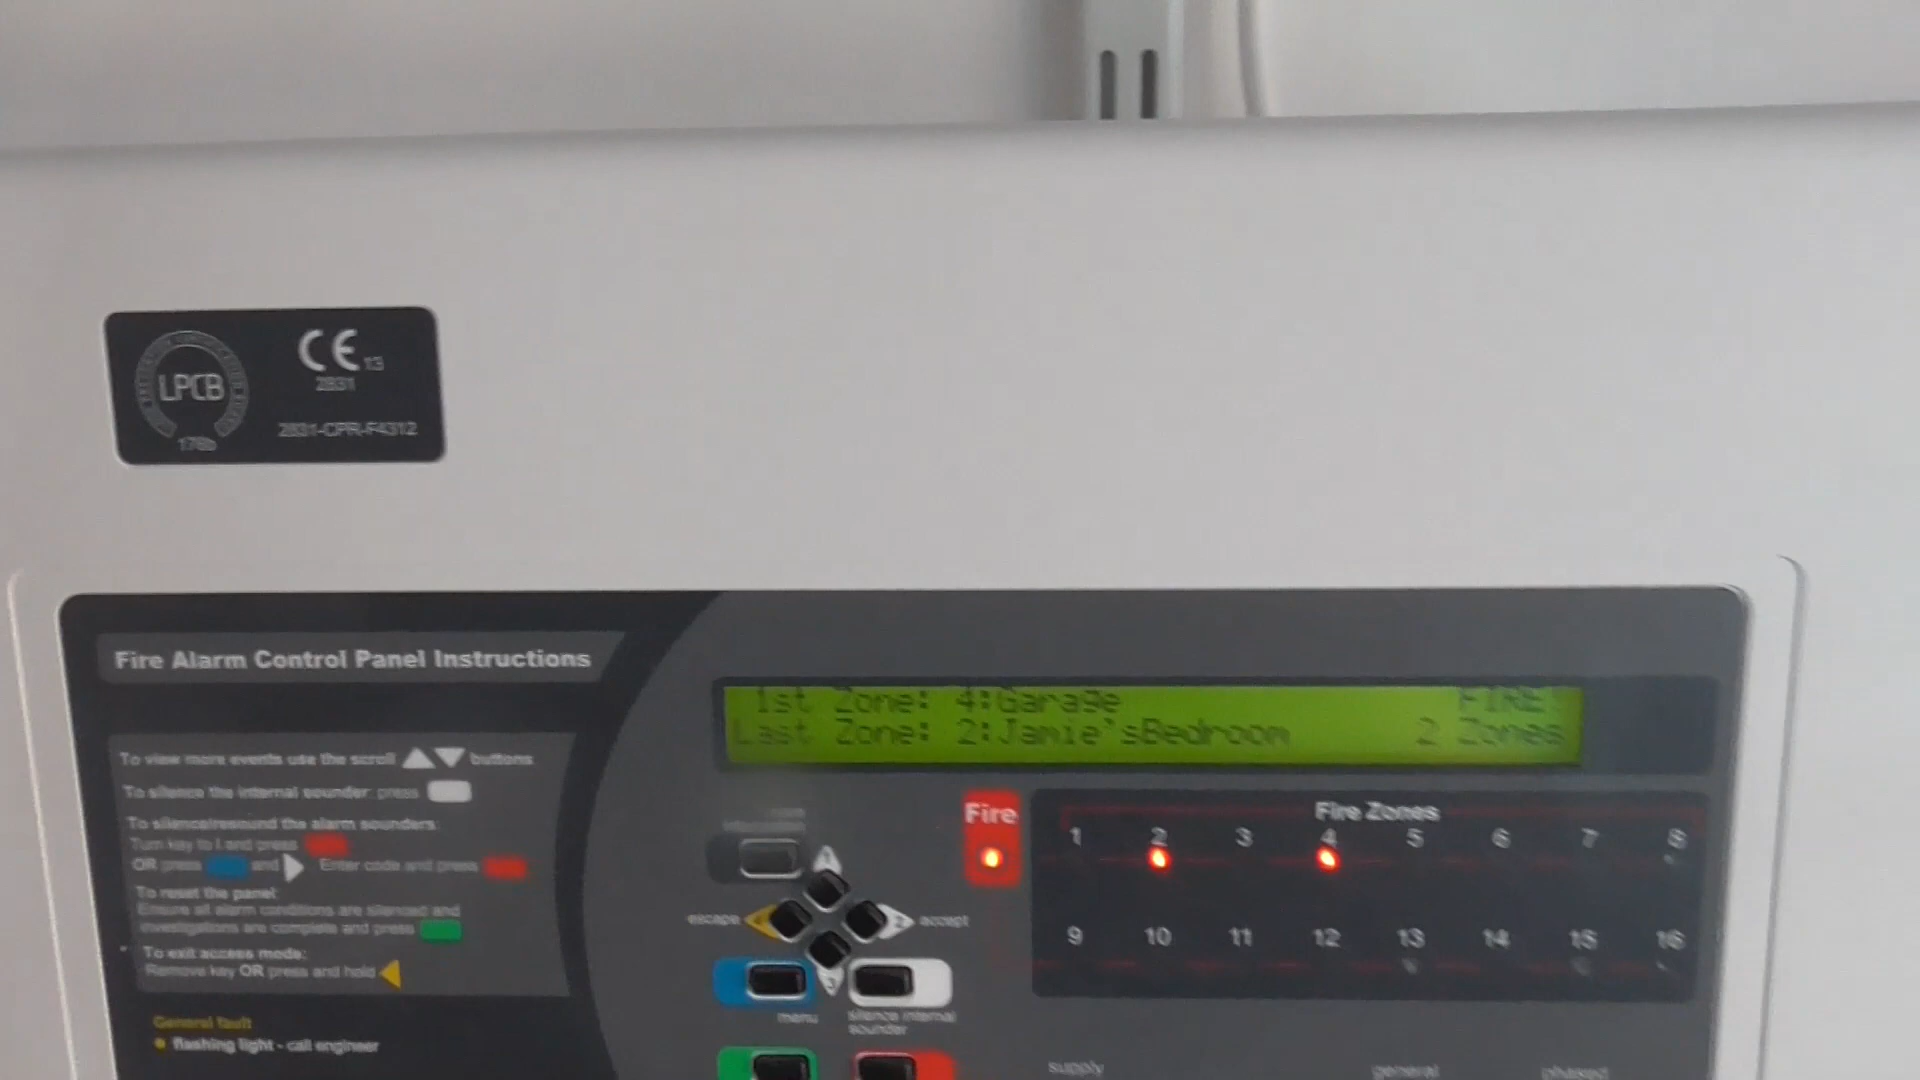 LPCB
176b
CE 13
2831
2831-CPR-F4312
Fire Alarm Control Panel Instructions
To view more events use the scroll buttons
To silence the internal sounder: press
To silence/resound the alarm sounders:
Turn key to I and press
OR press and Enter code and press
To reset the panel:
Ensure all alarm conditions are silenced and
investigations are complete and press
To exit access mode:
Remove key OR press and hold
General fault
flashing light - call engineer
1st Zone: 4:Garage FIRE
Last Zone: 2:Jamie'sBedroom 2 Zones
1
escape 4 2 accept
3
menu
silence internal
sounder
Fire
Fire Zones
1 2 3 4 5 6 7 8
9 10 11 12 13 14 15 16
supply general phased